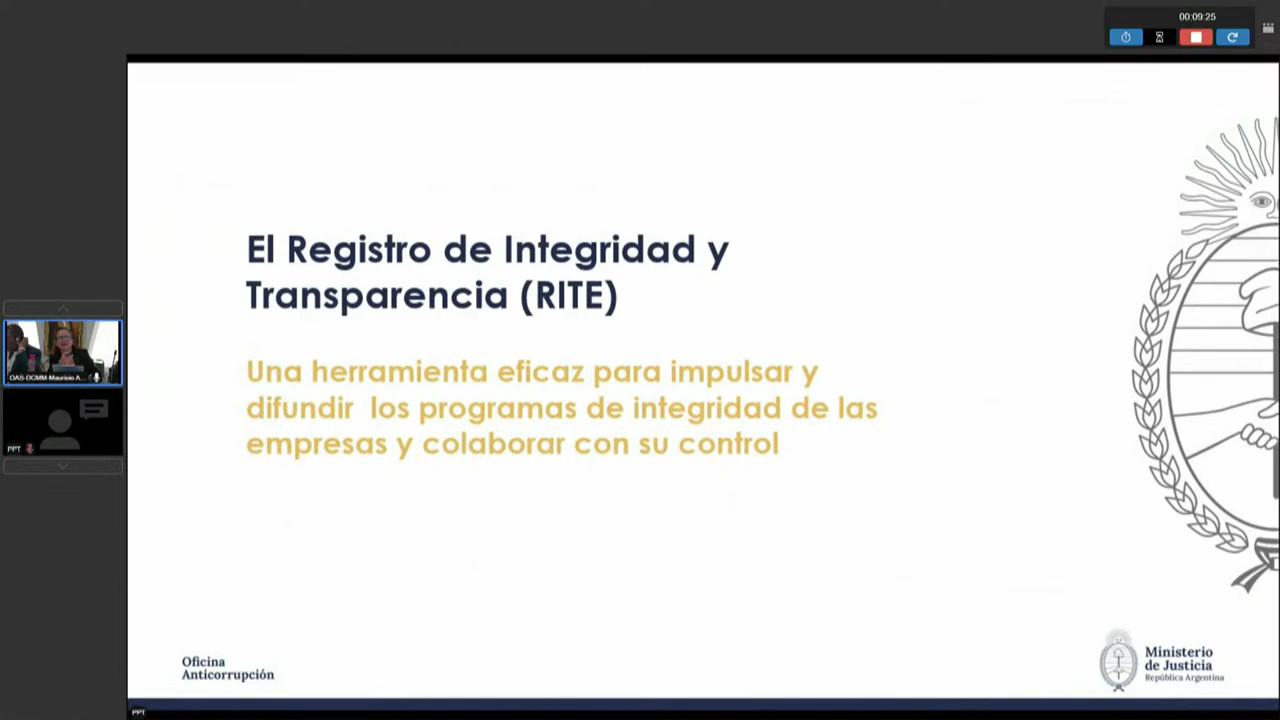 00:09:25
El Registro de Integridad y
Transparencia (RITE)
Una herramienta eficaz para impulsar y
difundir los programas de integridad de las
empresas y colaborar con su control
OAS-DCMM-Mauricio A...
PPT
Oficina
Anticorrupción
Ministerio
de Justicia
República Argentina
PPT